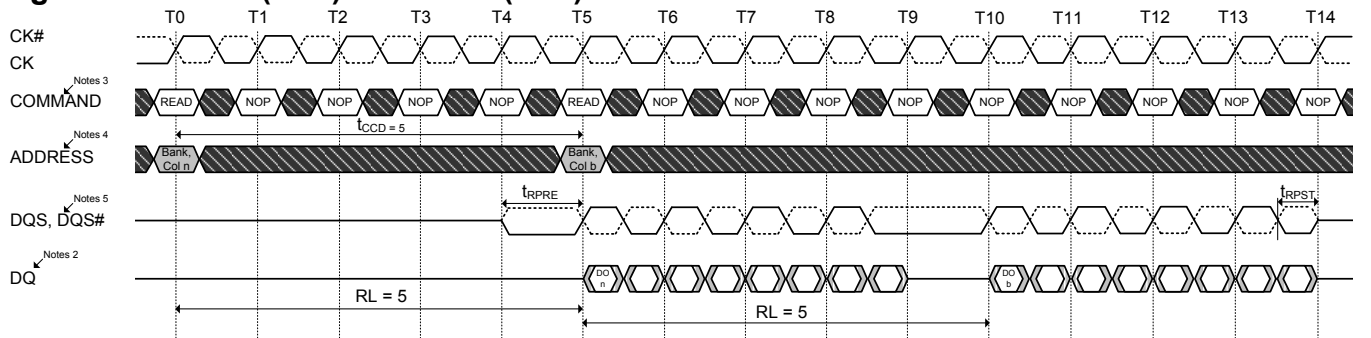 T0 T1 T2 T3 T4 T5 T6 T7 T8 T9 T10 T11 T12 T13 T14
CK#
CK
Notes 3
COMMAND READ NOP NOP NOP NOP READ NOP NOP NOP NOP NOP NOP NOP NOP NOP
tCCD = 5
Notes 4
ADDRESS Bank, Col n Bank, Col b
tRPRE tRPST
Notes 5
DQS, DQS#
Notes 2
DQ DO n DO b
RL = 5
RL = 5